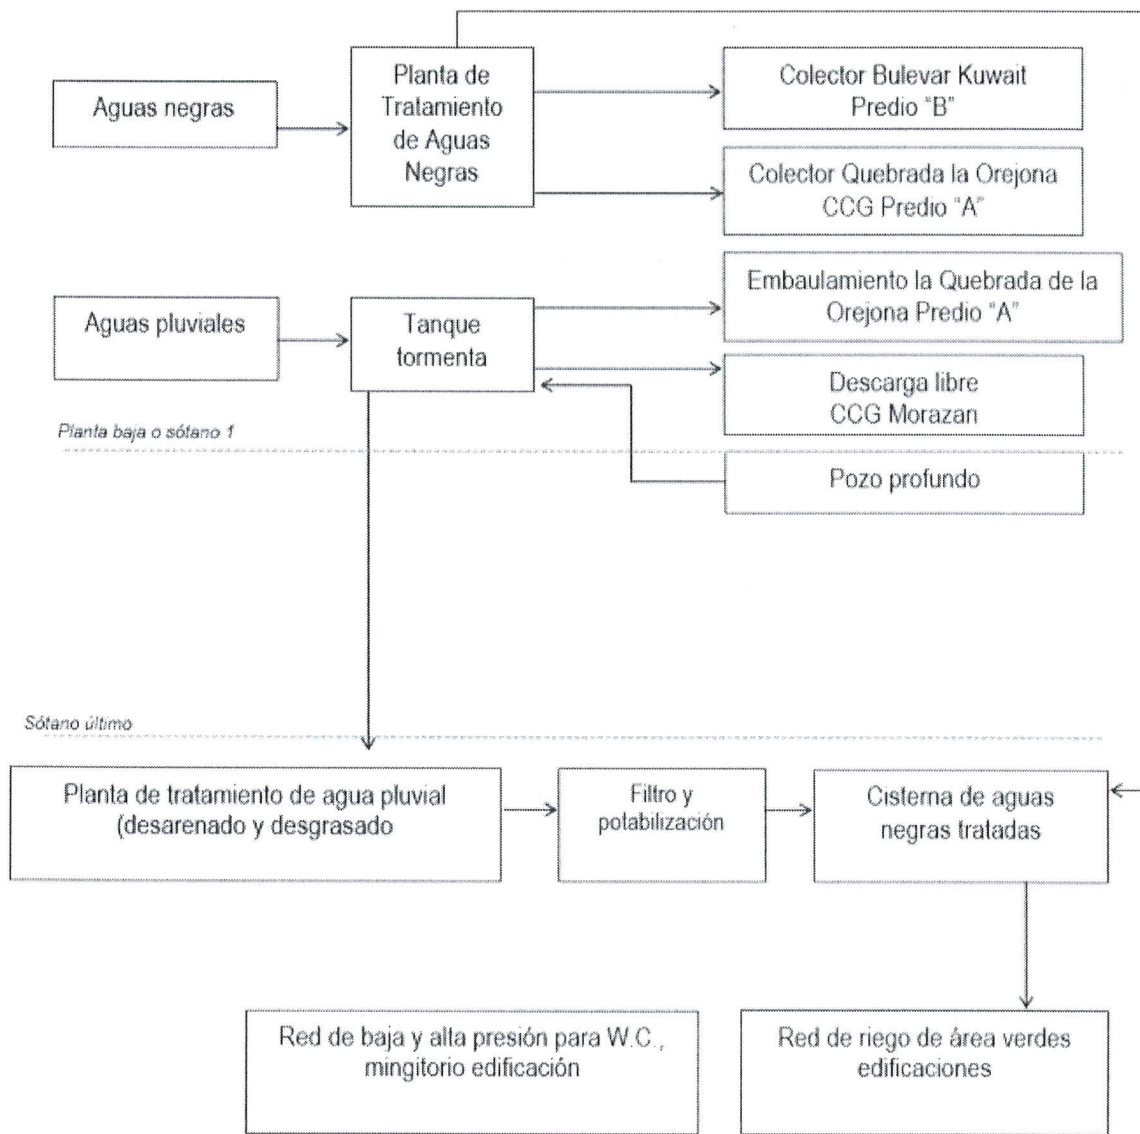 Aguas negras
Planta de
Tratamiento
de Aguas
Negras
Colector Bulevar Kuwait
Predio "B"
Colector Quebrada la Orejona
CCG Predio "A"
Aguas pluviales
Tanque
tormenta
Embaulamiento la Quebrada de la
Orejona Predio "A"
Descarga libre
CCG Morazan
Planta baja o sótano 1
Pozo profundo
Sótano último
Planta de tratamiento de agua pluvial
(desarenado y desgrasado
Filtro y
potabilización
Cisterna de aguas
negras tratadas
Red de baja y alta presión para W.C.,
mingitorio edificación
Red de riego de área verdes
edificaciones